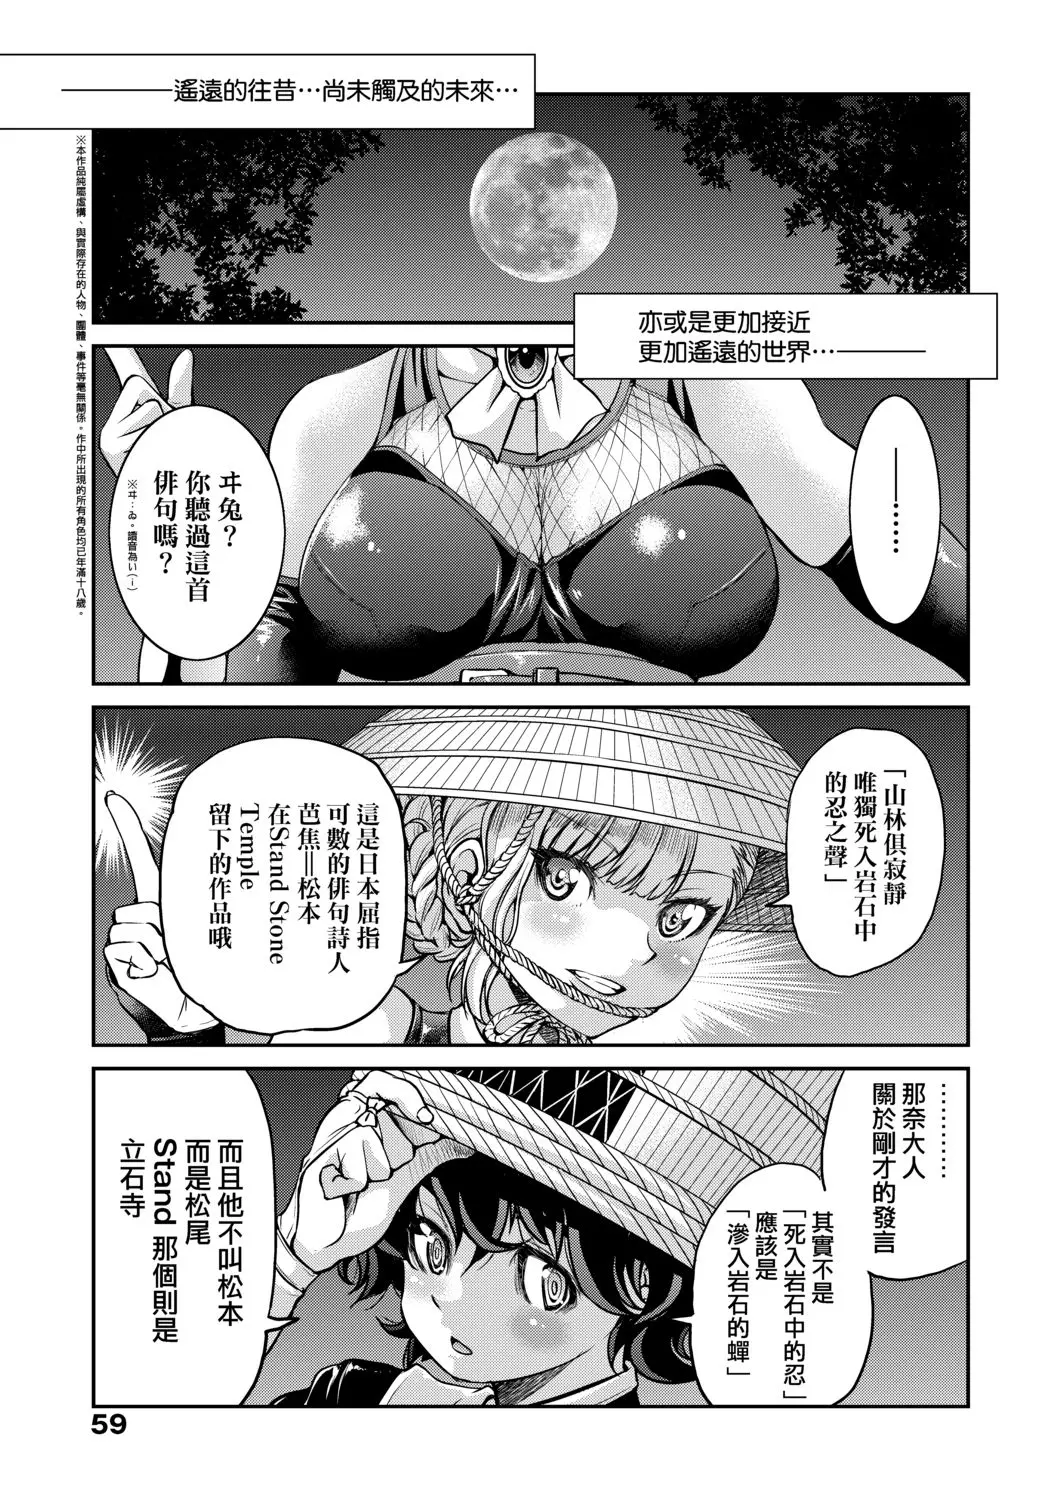 ————遙遠的往昔…尚未觸及的未來…
※本作品純屬虛構、與實際存在的人物、團體、事件等毫無關係。作中所出現的所有角色均已年滿十八歲。
亦或是更加接近
更加遙遠的世界…————
————……
ヰ兔？
你聽過這首
俳句嗎？
※ヰ：ゐ。讀音為い(i)
「山林俱寂靜
唯獨死入岩石中
的忍之聲」
這是日本屈指
可數的俳句詩人
芭焦＝松本
在Stand Stone
Temple
留下的作品哦
…………
那奈大人
關於剛才的發言
其實不是
「死入岩石中的忍」
應該是
「滲入岩石的蟬」
而且他不叫松本
而是松尾
Stand 那個則是
立石寺
59